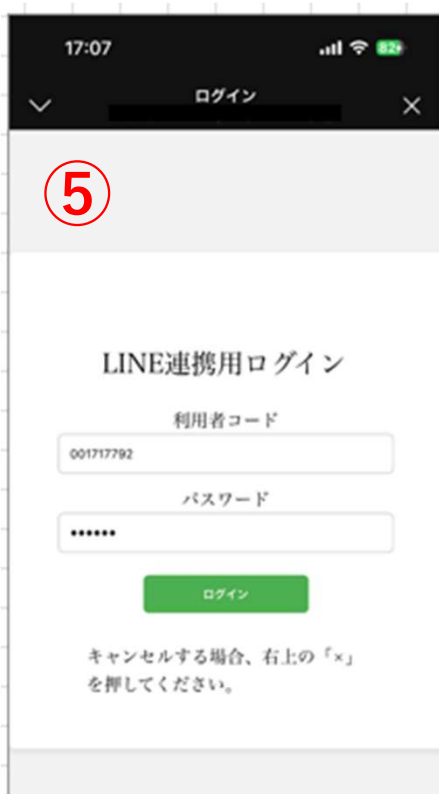 17:07
82
ログイン
⑤
LINE連携用ログイン
利用者コード
001717792
パスワード
••••••
ログイン
キャンセルする場合、右上の「×」
を押してください。